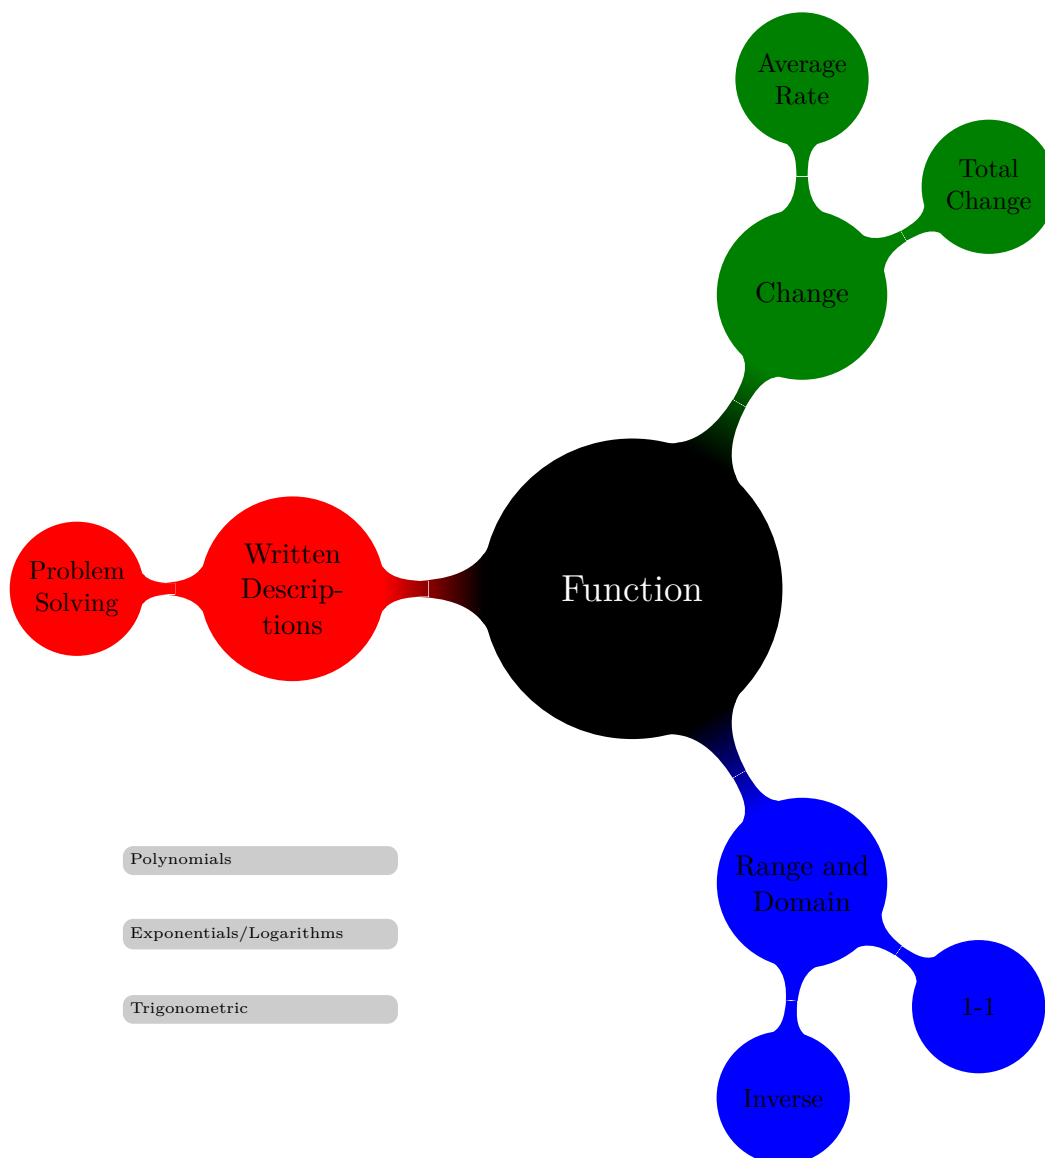 Average
Rate
Total
Change
Change
Written
Descrip-
tions
Problem
Solving
Function
Range and
Domain
1-1
Inverse
Polynomials
Exponentials/Logarithms
Trigonometric